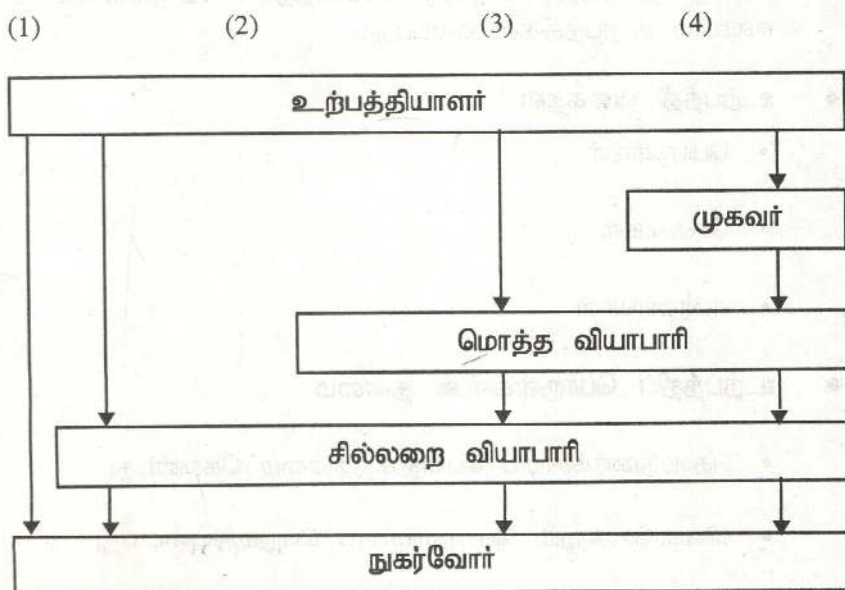 (1) (2) (3) (4)
உற்பத்தியாளர்
முகவர்
மொத்த வியாபாரி
சில்லறை வியாபாரி
நுகர்வோர்